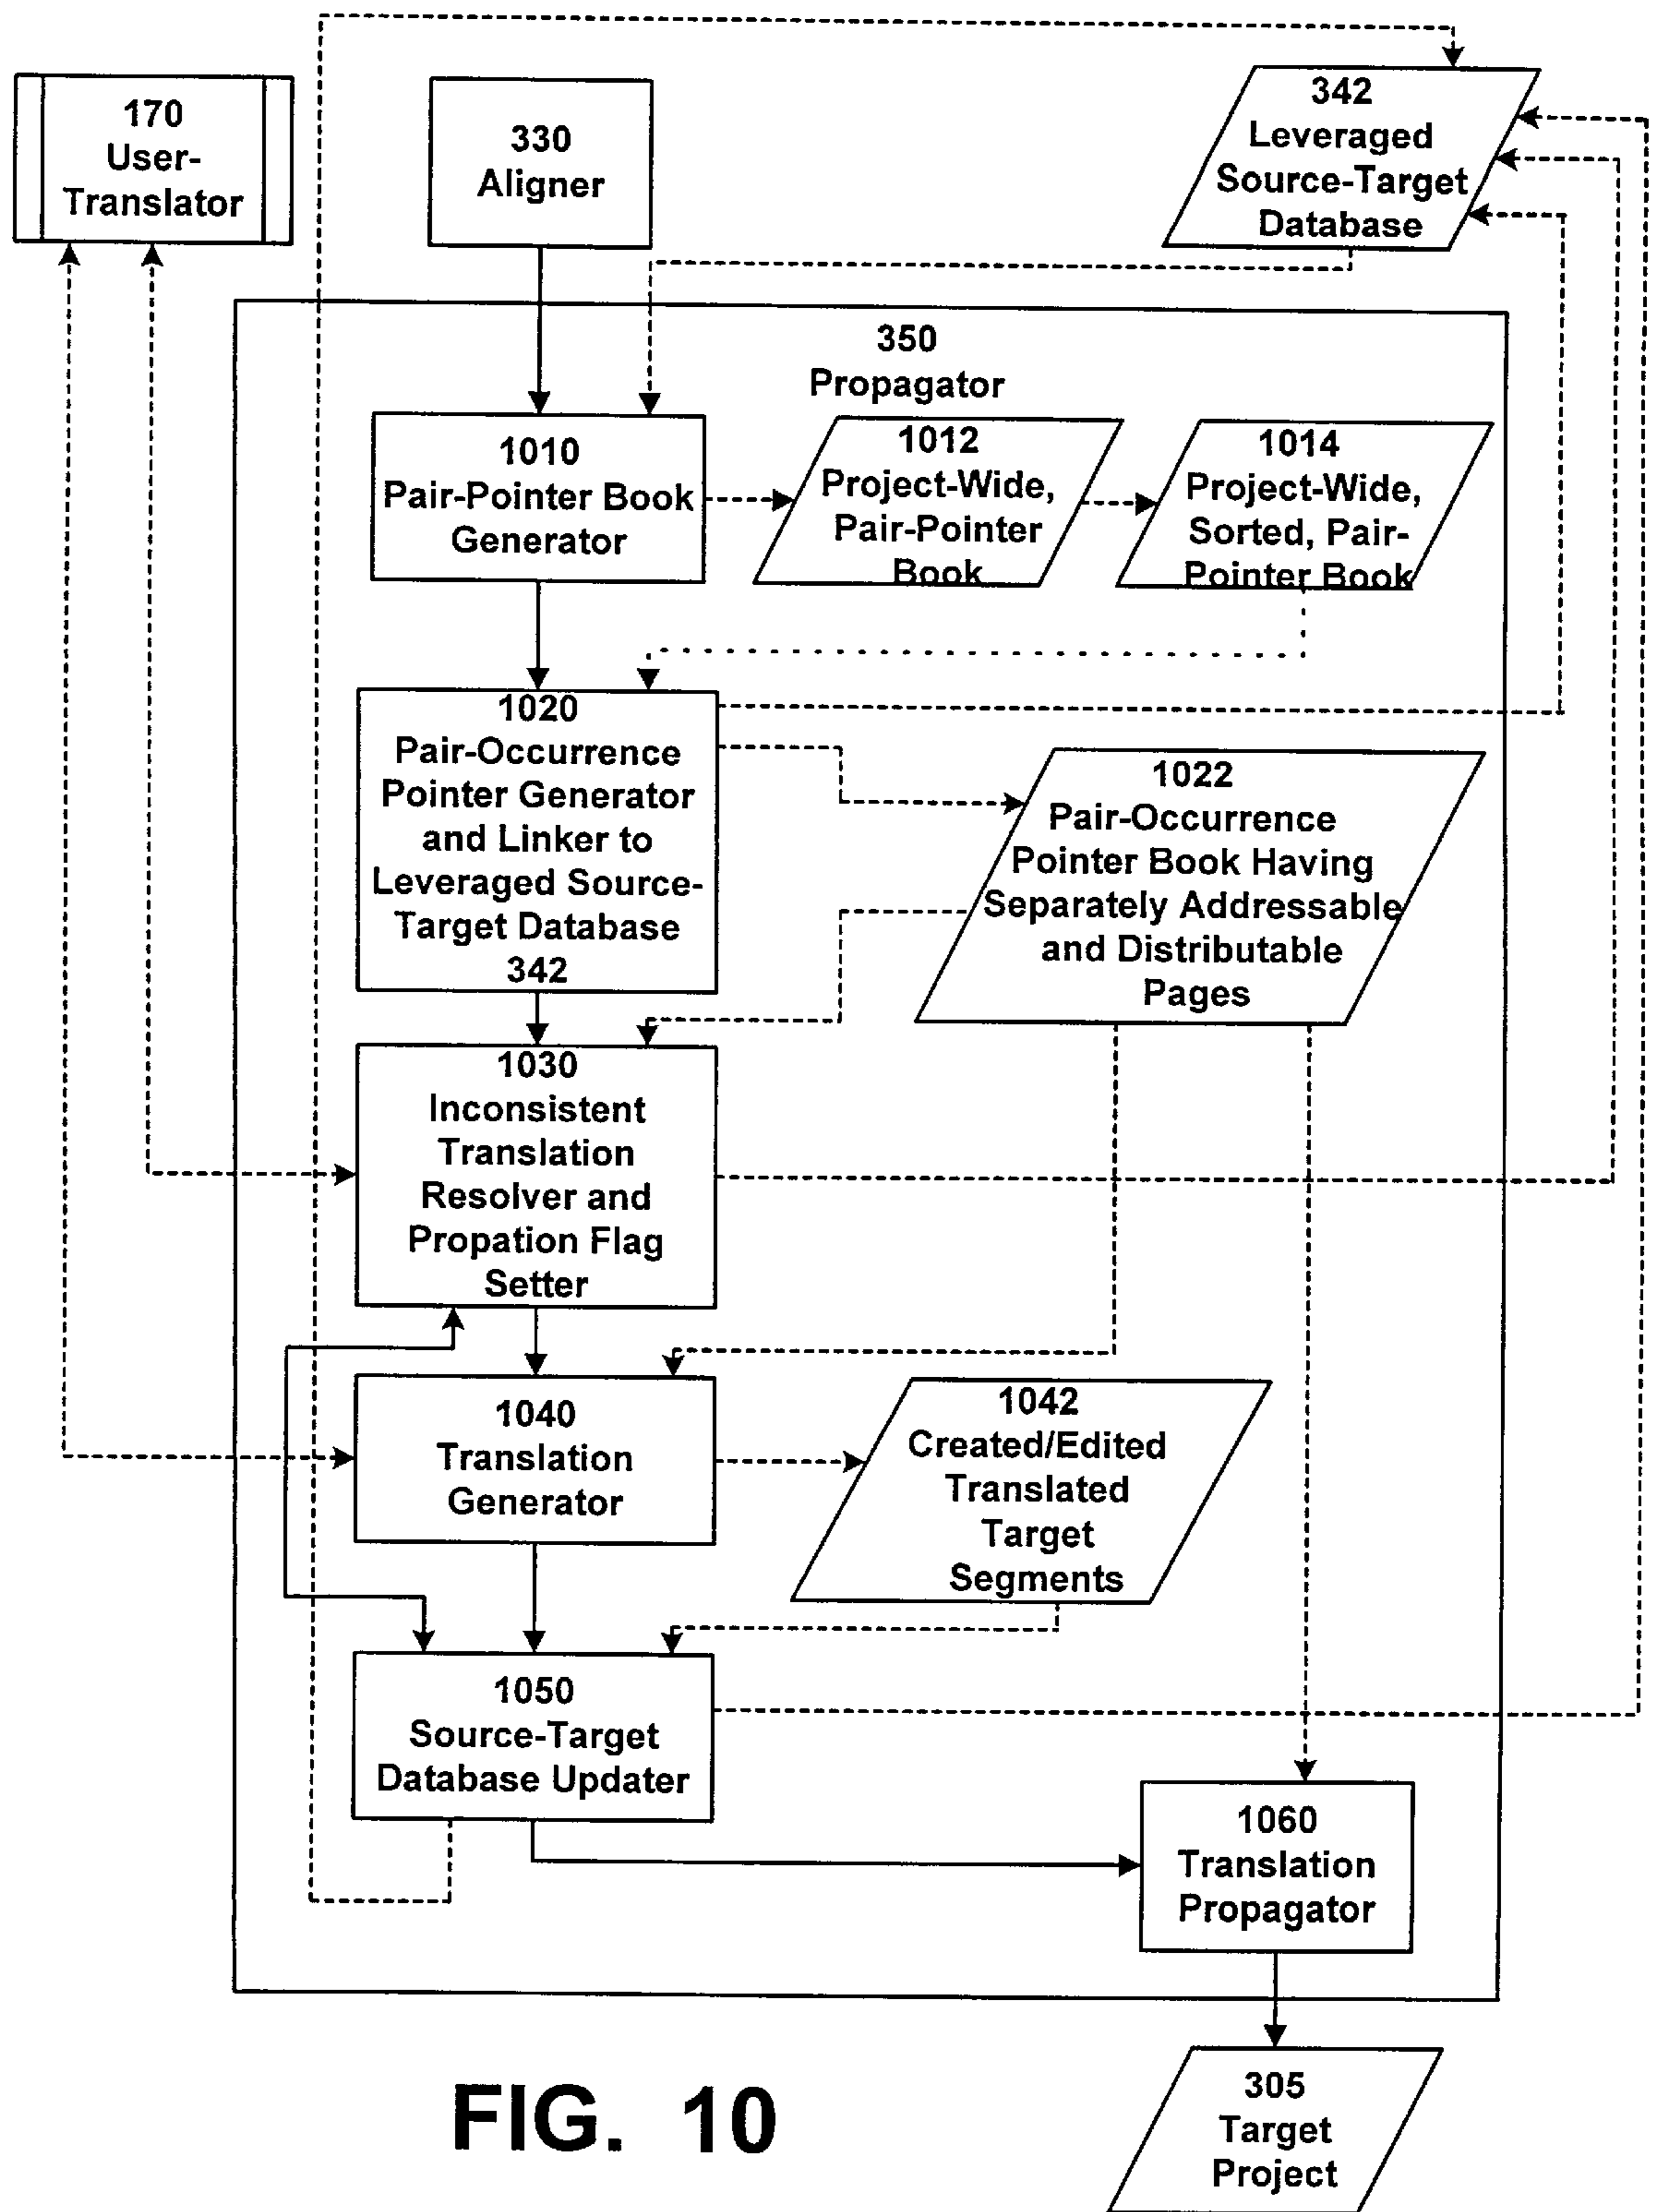 170
User-
Translator
330
Aligner
342
Leveraged
Source-Target
Database
350
Propagator
1010
Pair-Pointer Book
Generator
1012
Project-Wide,
Pair-Pointer
Book
1014
Project-Wide,
Sorted, Pair-
Pointer Book
1020
Pair-Occurrence
Pointer Generator
and Linker to
Leveraged Source-
Target Database
342
1022
Pair-Occurrence
Pointer Book Having
Separately Addressable
and Distributable
Pages
1030
Inconsistent
Translation
Resolver and
Propation Flag
Setter
1040
Translation
Generator
1042
Created/Edited
Translated
Target
Segments
1050
Source-Target
Database Updater
1060
Translation
Propagator
305
Target
Project
FIG. 10